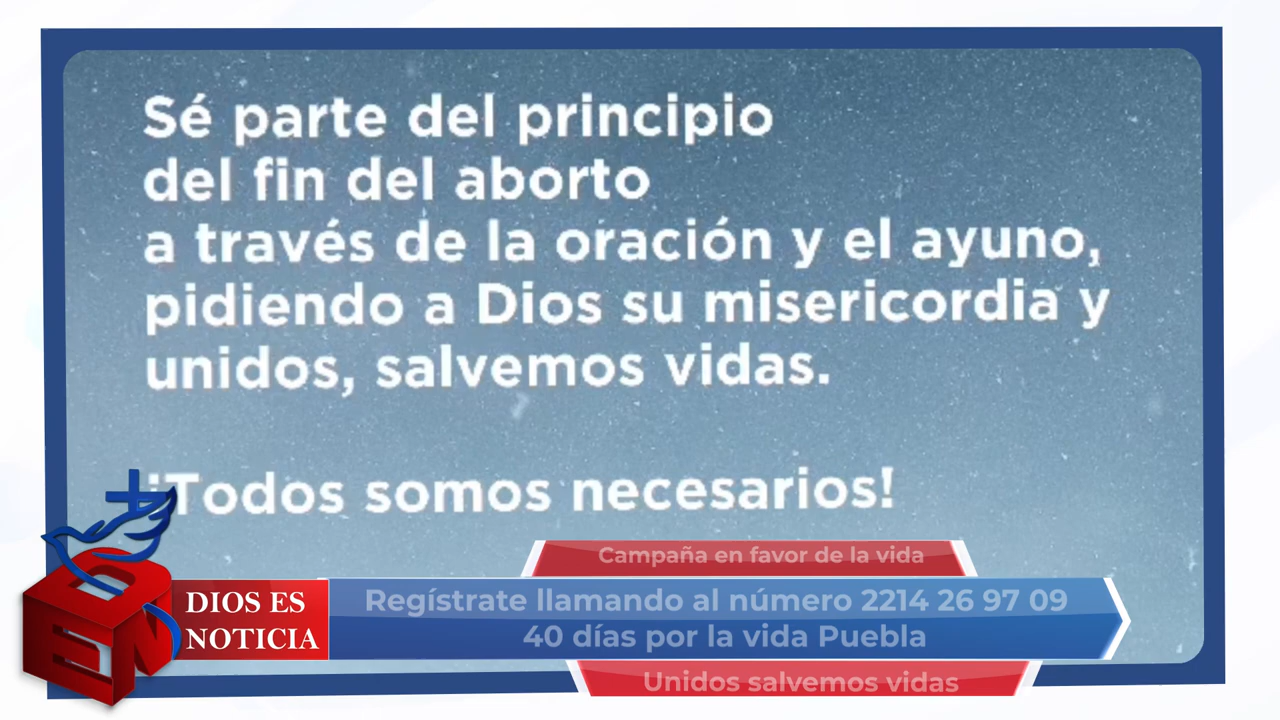 Sé parte del principio
del fin del aborto
a través de la oración y el ayuno,
pidiendo a Dios su misericordia y
unidos, salvemos vidas.
¡Todos somos necesarios!
Campaña en favor de la vida
DEN
DIOS ES
NOTICIA
Regístrate llamando al número 2214 26 97 09
40 días por la vida Puebla
Unidos salvemos vidas